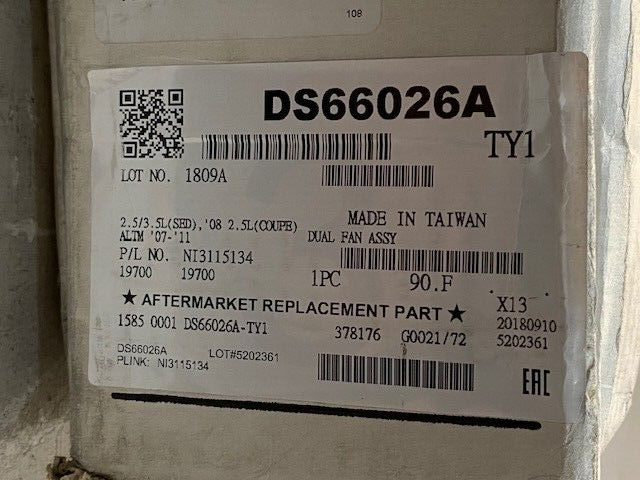 108
DS66026A
TY1
LOT NO. 1809A
2.5/3.5L(SED),'08 2.5L(COUPE)
MADE IN TAIWAN
ALTM '07-'11
DUAL FAN ASSY
P/L NO. NI3115134
19700 19700
1PC 90.F
★ AFTERMARKET REPLACEMENT PART ★
X13
1585 0001 DS66026A-TY1
378176 G0021/72
20180910
5202361
DS66026A LOT#5202361
PLINK: NI3115134
EAC